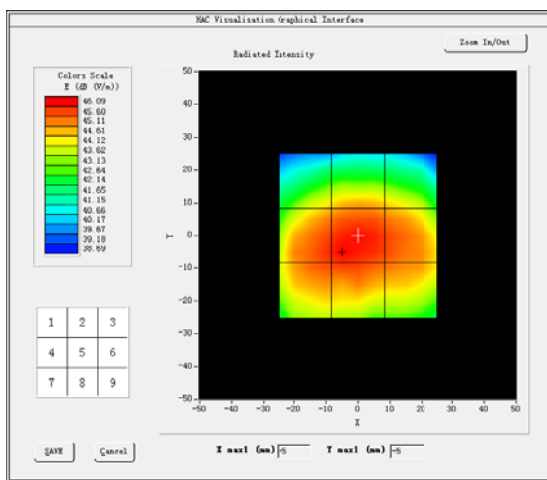 HAC Visualisation Graphical Interface
Zoom In/Out
Radiated Intensity
Colors Scale
E (dB (V/m))
46.09
45.60
45.11
44.61
44.12
43.62
43.13
42.64
42.14
41.65
41.15
40.66
40.17
39.67
39.18
38.69
50
40
30
20
10
0
-10
-20
-30
-40
-50
Y
-50 -40 -30 -20 -10 0 10 20 30 40 50
X
1 2 3
4 5 6
7 8 9
SAVE
Cancel
X max1 (mm) -5
Y max1 (mm) -5